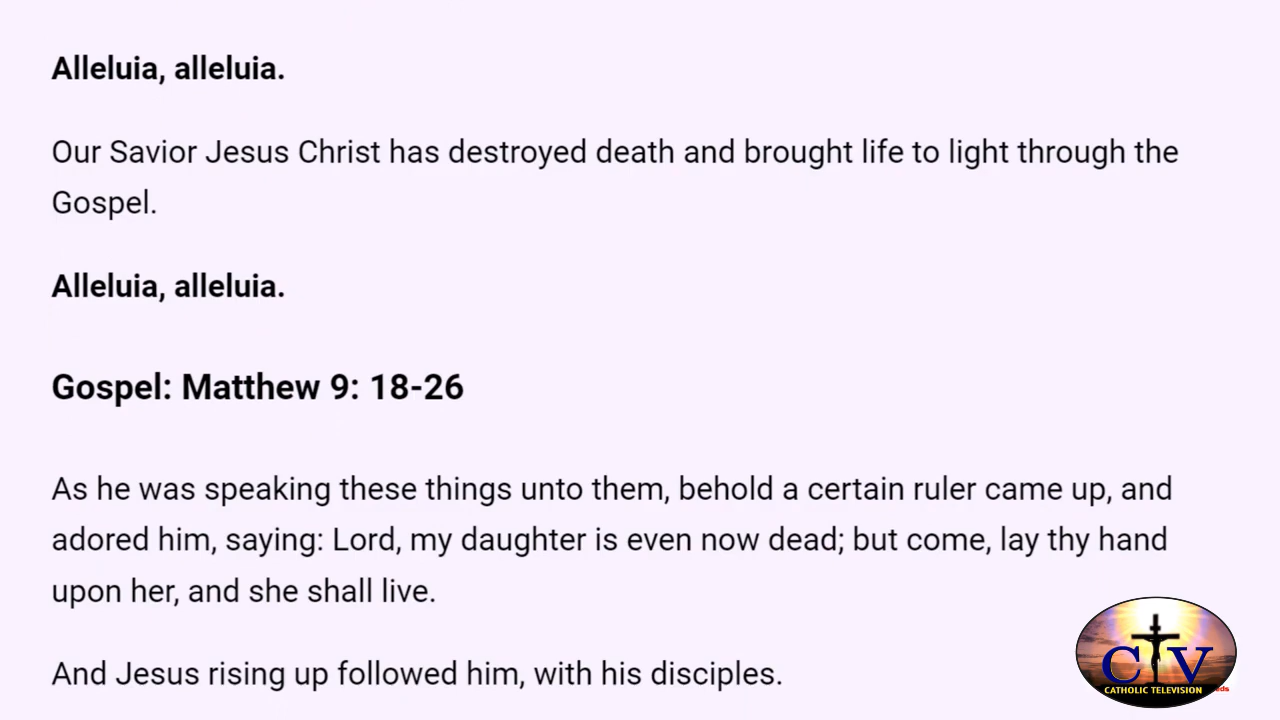 Alleluia, alleluia.
Our Savior Jesus Christ has destroyed death and brought life to light through the
Gospel.
Alleluia, alleluia.
Gospel: Matthew 9: 18-26
As he was speaking these things unto them, behold a certain ruler came up, and
adored him, saying: Lord, my daughter is even now dead; but come, lay thy hand
upon her, and she shall live.
And Jesus rising up followed him, with his disciples.
CTV
CATHOLIC TELEVISION
eds